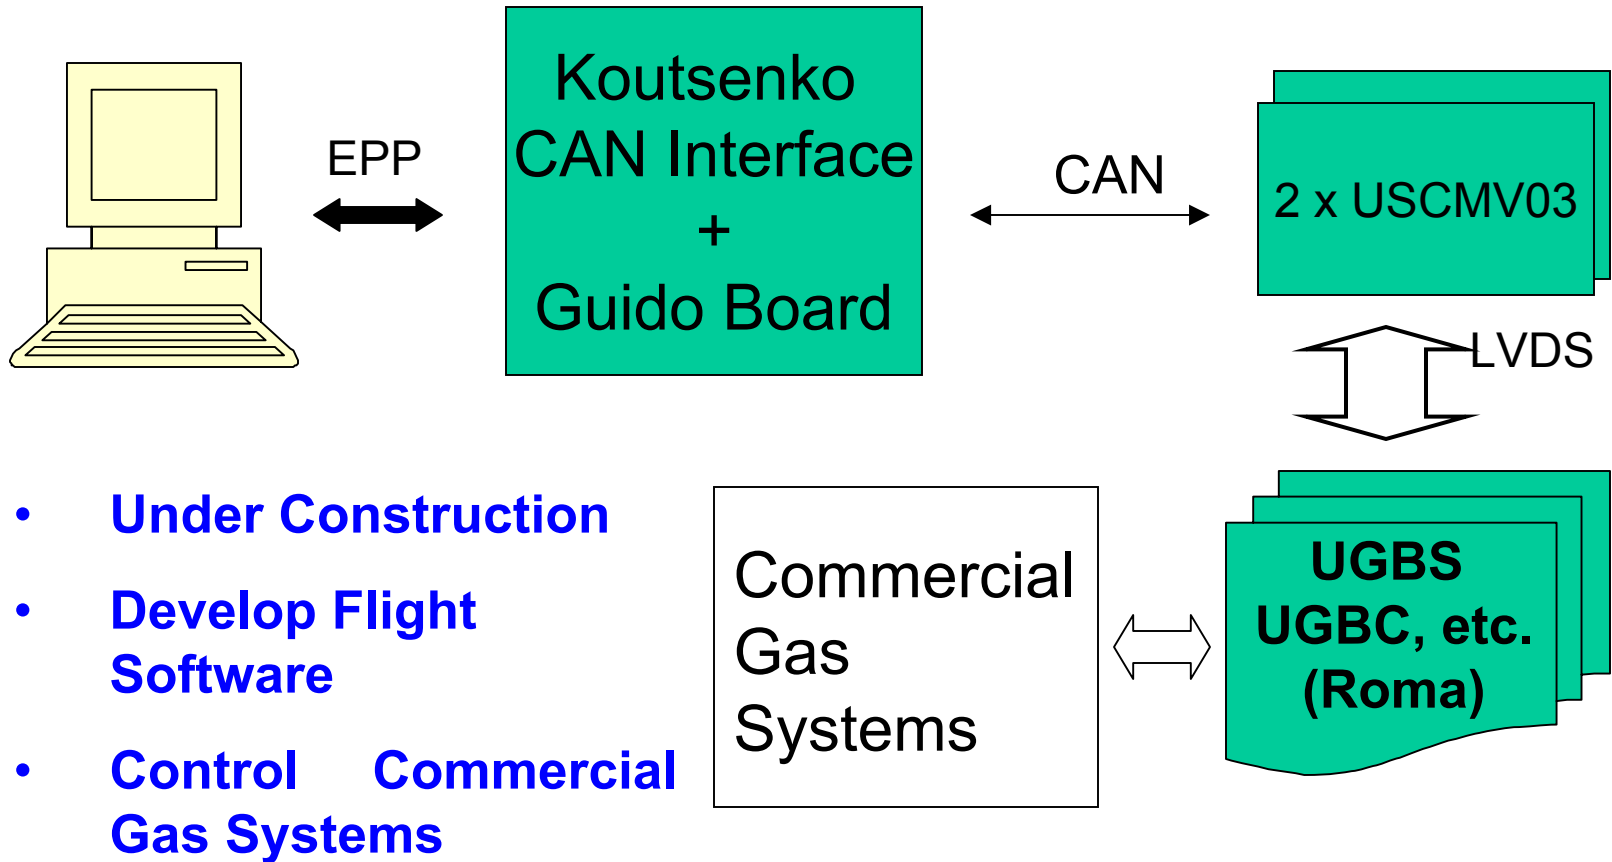 EPP
Koutsenko
CAN Interface
+
Guido Board
CAN
2 x USCMV03
LVDS
• Under Construction
• Develop Flight
Software
• Control Commercial
Gas Systems
Commercial
Gas
Systems
UGBS
UGBC, etc.
(Roma)